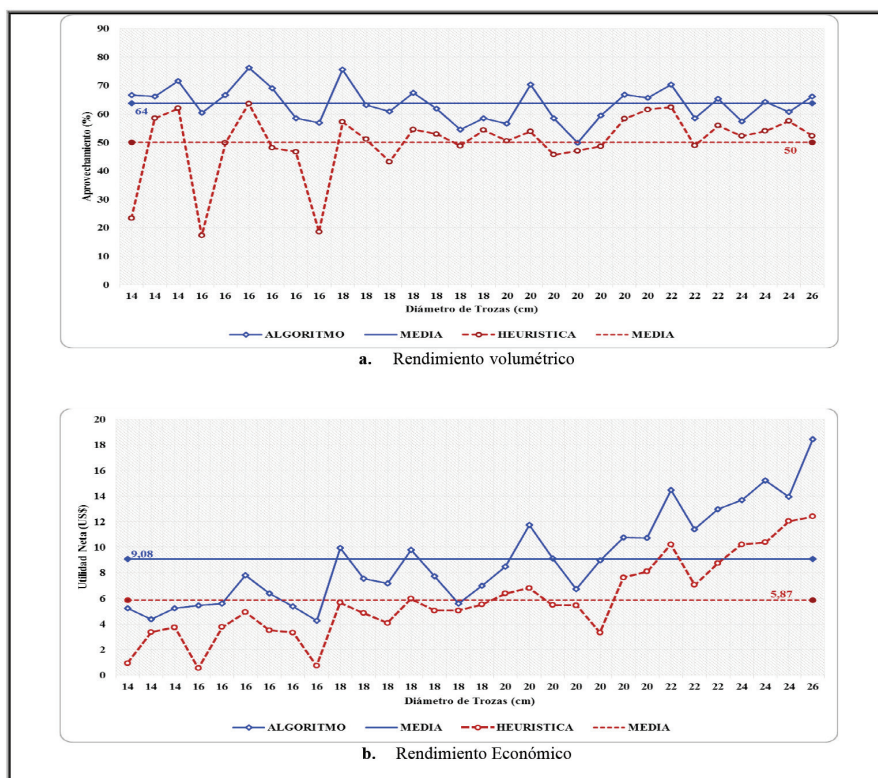 90
80
70
60
50
40
30
20
10
0
Aprovechamiento (%)
64
50
14 14 14 16 16 16 16 16 16 18 18 18 18 18 18 18 20 20 20 20 20 20 20 22 22 22 24 24 24 26
Diámetro de Trozas (cm)
ALGORITMO MEDIA HEURISTICA MEDIA
a. Rendimiento volumétrico
20
18
16
14
12
10
8
6
4
2
0
Utilidad Neta (US$)
9,08
5,87
14 14 14 16 16 16 16 16 16 18 18 18 18 18 18 18 20 20 20 20 20 20 20 22 22 22 24 24 24 26
Diámetro de Trozas (cm)
ALGORITMO MEDIA HEURISTICA MEDIA
b. Rendimiento Económico